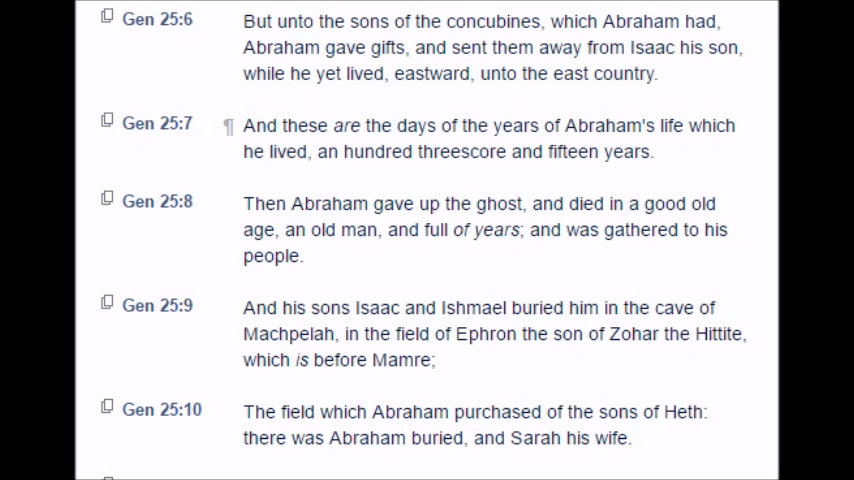 Gen 25:6 But unto the sons of the concubines, which Abraham had,
Abraham gave gifts, and sent them away from Isaac his son,
while he yet lived, eastward, unto the east country.
Gen 25:7 ¶ And these are the days of the years of Abraham's life which
he lived, an hundred threescore and fifteen years.
Gen 25:8 Then Abraham gave up the ghost, and died in a good old
age, an old man, and full of years; and was gathered to his
people.
Gen 25:9 And his sons Isaac and Ishmael buried him in the cave of
Machpelah, in the field of Ephron the son of Zohar the Hittite,
which is before Mamre;
Gen 25:10 The field which Abraham purchased of the sons of Heth:
there was Abraham buried, and Sarah his wife.